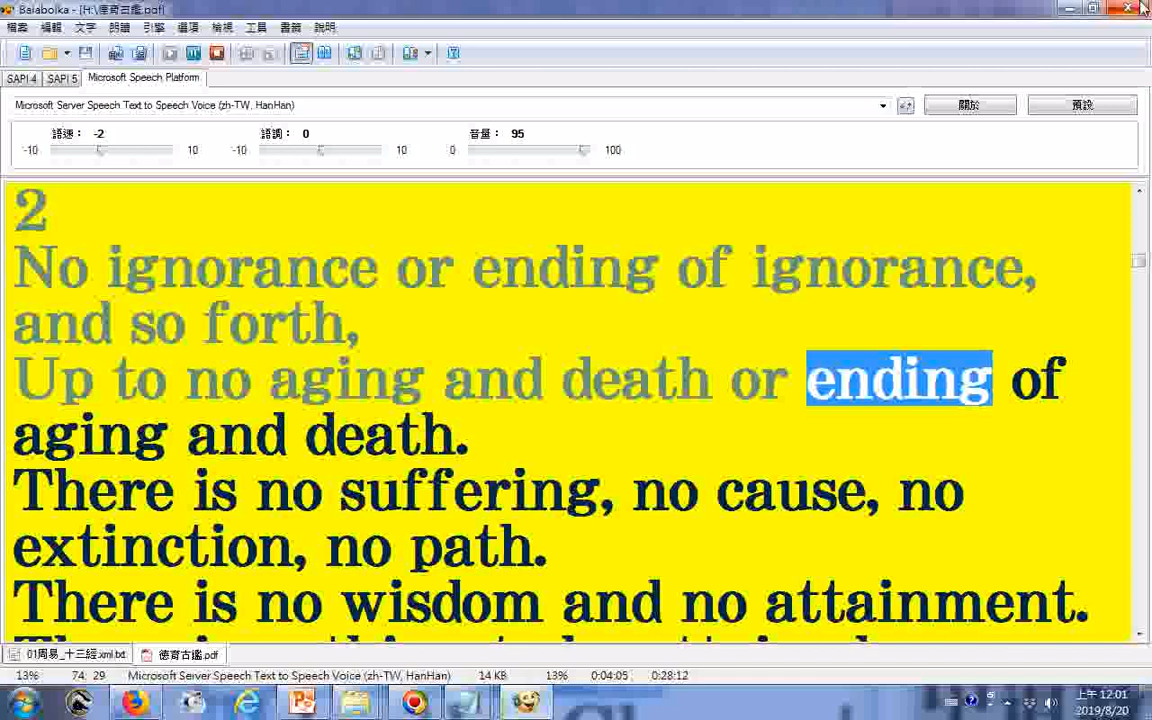 Balabolka - [H:\德育古鑑.pdf]
檔案 編輯 文字 朗讀 引擎 選項 檢視 工具 書籤 說明
SAPI 4 SAPI 5 Microsoft Speech Platform
Microsoft Server Speech Text to Speech Voice (zh-TW, HanHan) 關於 預設
語速： -2 語調： 0 音量： 95
-10 10 -10 10 0 100
2
No ignorance or ending of ignorance,
and so forth,
Up to no aging and death or ending of
aging and death.
There is no suffering, no cause, no
extinction, no path.
There is no wisdom and no attainment.
01周易_十三經.xml.txt 德育古鑑.pdf
13% 74: 29 Microsoft Server Speech Text to Speech Voice (zh-TW, HanHan) 14 KB 13% 0:04:05 0:28:12
上午 12:01
2019/8/20